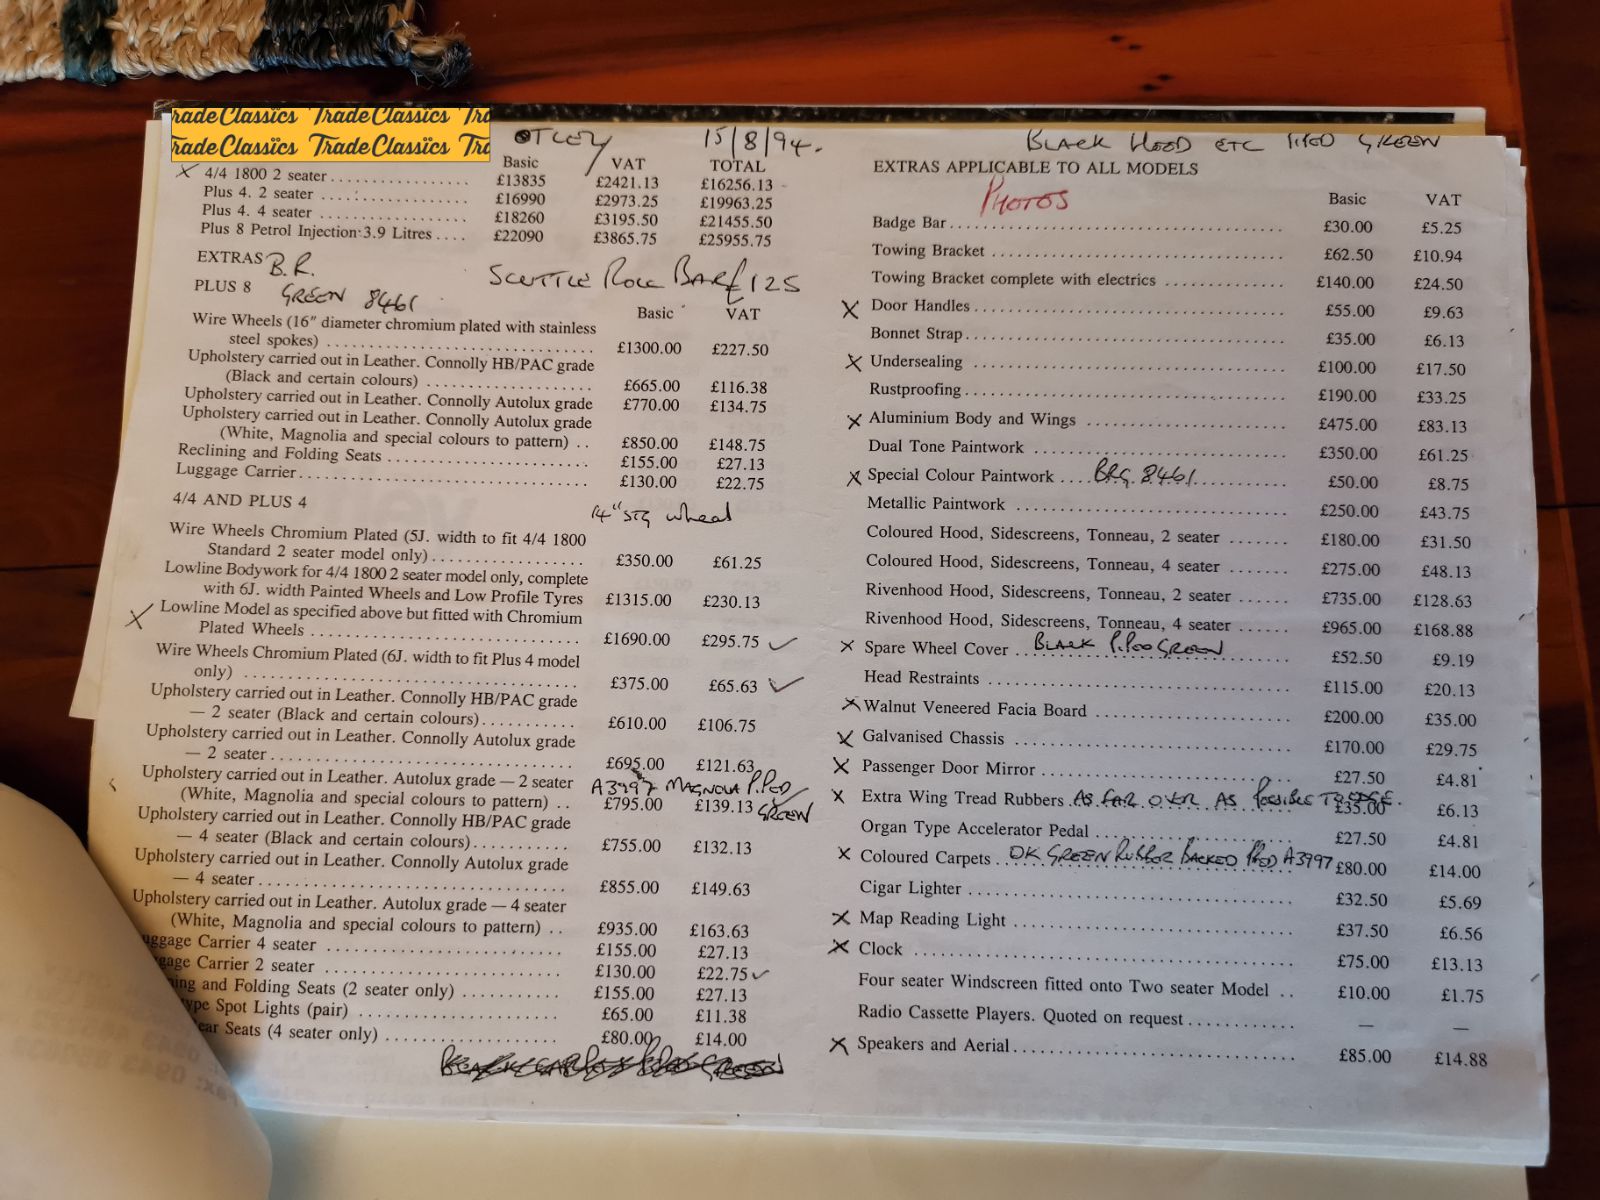 rade Classics Trade Classics Tra
rade Classics Trade Classics Tra
OTLEY 15/8/94.
Basic VAT TOTAL
X 4/4 1800 2 seater £13835 £2421.13 £16256.13
Plus 4. 2 seater £16990 £2973.25 £19963.25
Plus 4. 4 seater £18260 £3195.50 £21455.50
Plus 8 Petrol Injection 3.9 Litres £22090 £3865.75 £25955.75
EXTRAS B.R.
SCUTTLE ROLL BAR £125
PLUS 8 GREEN 8461
Basic VAT
Wire Wheels (16" diameter chromium plated with stainless
steel spokes) £1300.00 £227.50
Upholstery carried out in Leather. Connolly HB/PAC grade
(Black and certain colours) £665.00 £116.38
Upholstery carried out in Leather. Connolly Autolux grade £770.00 £134.75
Upholstery carried out in Leather. Connolly Autolux grade
(White, Magnolia and special colours to pattern) £850.00 £148.75
Reclining and Folding Seats £155.00 £27.13
Luggage Carrier £130.00 £22.75
4/4 AND PLUS 4
14" STG wheel
Wire Wheels Chromium Plated (5J. width to fit 4/4 1800
Standard 2 seater model only) £350.00 £61.25
Lowline Bodywork for 4/4 1800 2 seater model only, complete
with 6J. width Painted Wheels and Low Profile Tyres £1315.00 £230.13
X Lowline Model as specified above but fitted with Chromium
Plated Wheels £1690.00 £295.75 ✓
Wire Wheels Chromium Plated (6J. width to fit Plus 4 model
only) £375.00 £65.63 ✓
Upholstery carried out in Leather. Connolly HB/PAC grade
— 2 seater (Black and certain colours) £610.00 £106.75
Upholstery carried out in Leather. Connolly Autolux grade
— 2 seater £695.00 £121.63
Upholstery carried out in Leather. Autolux grade — 2 seater A3997 MAGNOLIA P.PED
(White, Magnolia and special colours to pattern) £795.00 £139.13 GREEN
Upholstery carried out in Leather. Connolly HB/PAC grade
— 4 seater (Black and certain colours) £755.00 £132.13
Upholstery carried out in Leather. Connolly Autolux grade
— 4 seater £855.00 £149.63
Upholstery carried out in Leather. Autolux grade — 4 seater
(White, Magnolia and special colours to pattern) £935.00 £163.63
uggage Carrier 4 seater £155.00 £27.13
gage Carrier 2 seater £130.00 £22.75 ✓
ing and Folding Seats (2 seater only) £155.00 £27.13
ype Spot Lights (pair) £65.00 £11.38
ear Seats (4 seater only) £80.00 £14.00
BLACK HOOD ETC PIPED GREEN
EXTRAS APPLICABLE TO ALL MODELS
PHOTOS
Basic VAT
Badge Bar £30.00 £5.25
Towing Bracket £62.50 £10.94
Towing Bracket complete with electrics £140.00 £24.50
X Door Handles £55.00 £9.63
Bonnet Strap £35.00 £6.13
X Undersealing £100.00 £17.50
Rustproofing £190.00 £33.25
X Aluminium Body and Wings £475.00 £83.13
Dual Tone Paintwork £350.00 £61.25
X Special Colour Paintwork BRG. 8461 £50.00 £8.75
Metallic Paintwork £250.00 £43.75
Coloured Hood, Sidescreens, Tonneau, 2 seater £180.00 £31.50
Coloured Hood, Sidescreens, Tonneau, 4 seater £275.00 £48.13
Rivenhood Hood, Sidescreens, Tonneau, 2 seater £735.00 £128.63
Rivenhood Hood, Sidescreens, Tonneau, 4 seater £965.00 £168.88
X Spare Wheel Cover BLACK P.PED GREEN £52.50 £9.19
Head Restraints £115.00 £20.13
X Walnut Veneered Facia Board £200.00 £35.00
X Galvanised Chassis £170.00 £29.75
X Passenger Door Mirror £27.50 £4.81
X Extra Wing Tread Rubbers AS FAR OVER AS POSSIBLE TO EDGE. £35.00 £6.13
Organ Type Accelerator Pedal £27.50 £4.81
X Coloured Carpets DK GREEN RUBBER BACKED PPED A3997 £80.00 £14.00
Cigar Lighter £32.50 £5.69
X Map Reading Light £37.50 £6.56
X Clock £75.00 £13.13
Four seater Windscreen fitted onto Two seater Model £10.00 £1.75
Radio Cassette Players. Quoted on request — —
X Speakers and Aerial £85.00 £14.88